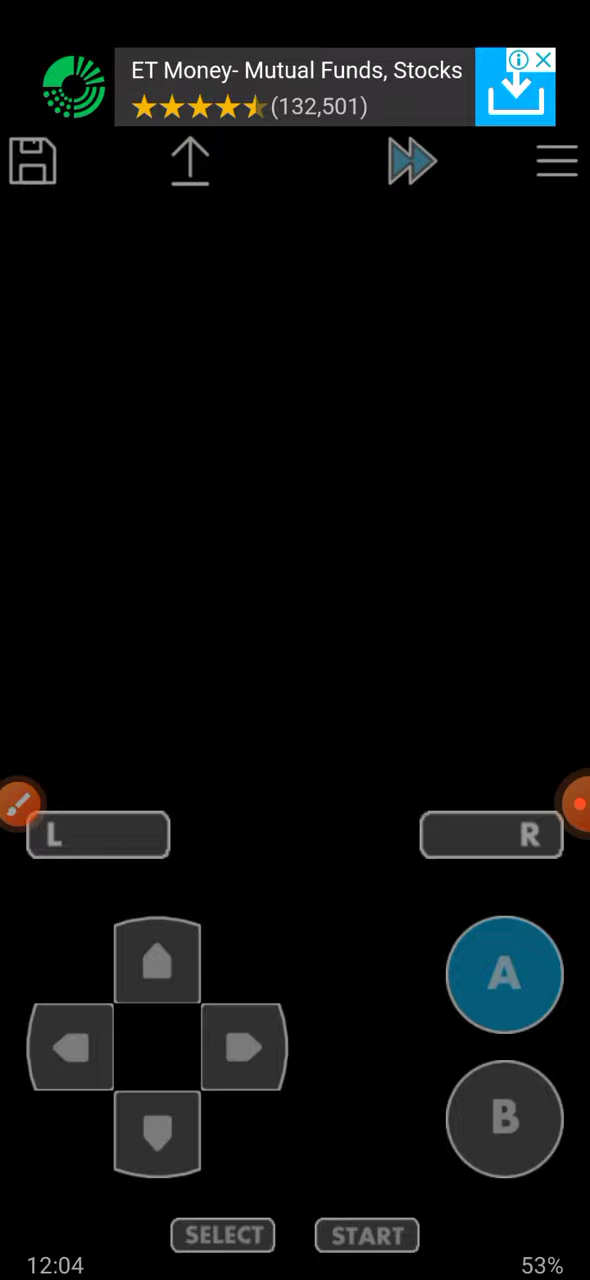 ET Money- Mutual Funds, Stocks
(132,501)
L
R
A
B
SELECT
START
12:04
53%